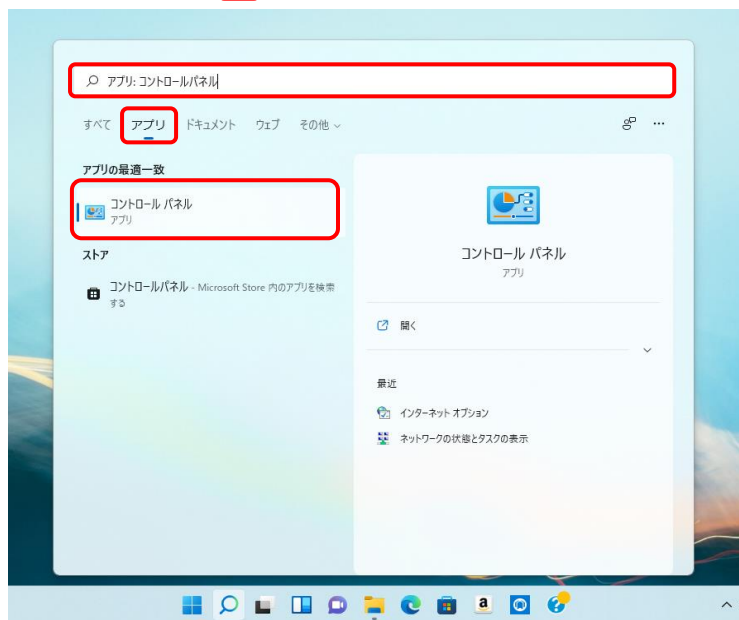 アプリ: コントロールパネル
すべて アプリ ドキュメント ウェブ その他
アプリの最適一致
コントロール パネル
アプリ
ストア
コントロールパネル - Microsoft Store 内のアプリを検索
する
コントロール パネル
アプリ
開く
最近
インターネット オプション
ネットワークの状態とタスクの表示